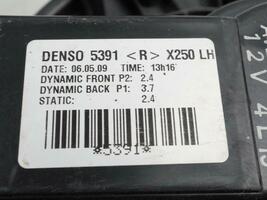 DENSO 5391 <R> X250 LH
DATE: 06.05.09 TIME: 13h16
DYNAMIC FRONT P2: 2.4
DYNAMIC BACK P1: 3.7
STATIC: 2.4
*5391*
12V